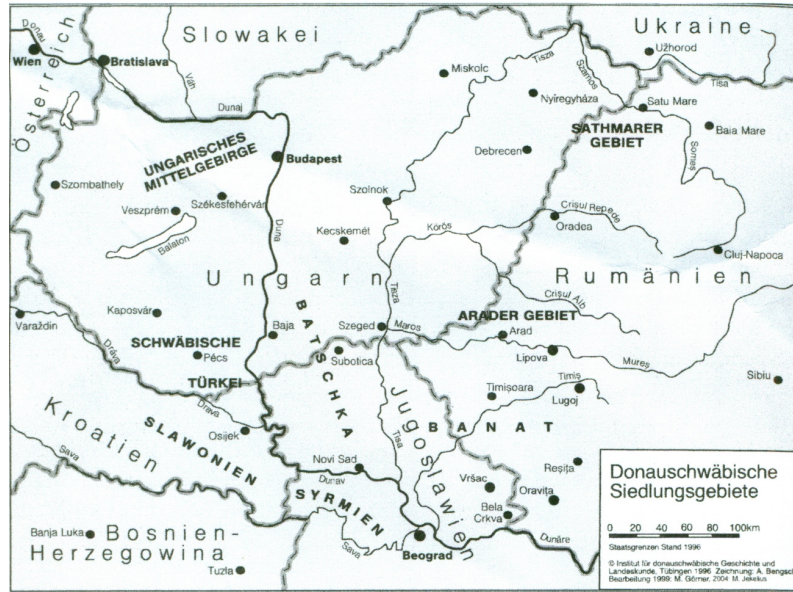 Donau
Wien
Österreich
Bratislava
Slowakei
Váh
Dunaj
Ukraine
Užhorod
Tisa
Miskolc
Tisza
Szamos
Nyíregyháza
Satu Mare
SATHMARER
GEBIET
Baia Mare
Someș
Debrecen
UNGARISCHES
MITTELGEBIRGE
Budapest
Szombathely
Veszprém
Székesfehérvár
Balaton
Duna
Szolnok
Kecskemét
Körös
Crișul Repede
Oradea
Cluj-Napoca
Ungarn
Rumänien
Tisza
Crișul Alb
Kaposvár
Varaždin
SCHWÄBISCHE
TÜRKEI
Pécs
Baja
BATSCHKA
Szeged
Maros
ARADER GEBIET
Arad
Lipova
Mureș
Sibiu
Subotica
Dráva
Drava
Timișoara
Timiș
Lugoj
Jugoslawien
BANAT
Kroatien
SLAWONIEN
Osijek
Tisa
Novi Sad
Dunav
SYRMIEN
Sava
Vršac
Reșița
Oravița
Bela
Crkva
Banja Luka
Bosnien-
Herzegowina
Tuzla
Sava
Beograd
Dunăre
Donauschwäbische
Siedlungsgebiete
0 20 40 60 80 100km
Staatsgrenzen Stand 1996
© Institut für donauschwäbische Geschichte und
Landeskunde, Tübingen 1996 Zeichnung: A. Bengsch
Bearbeitung 1999: M. Görner, 2004 M. Jekelius